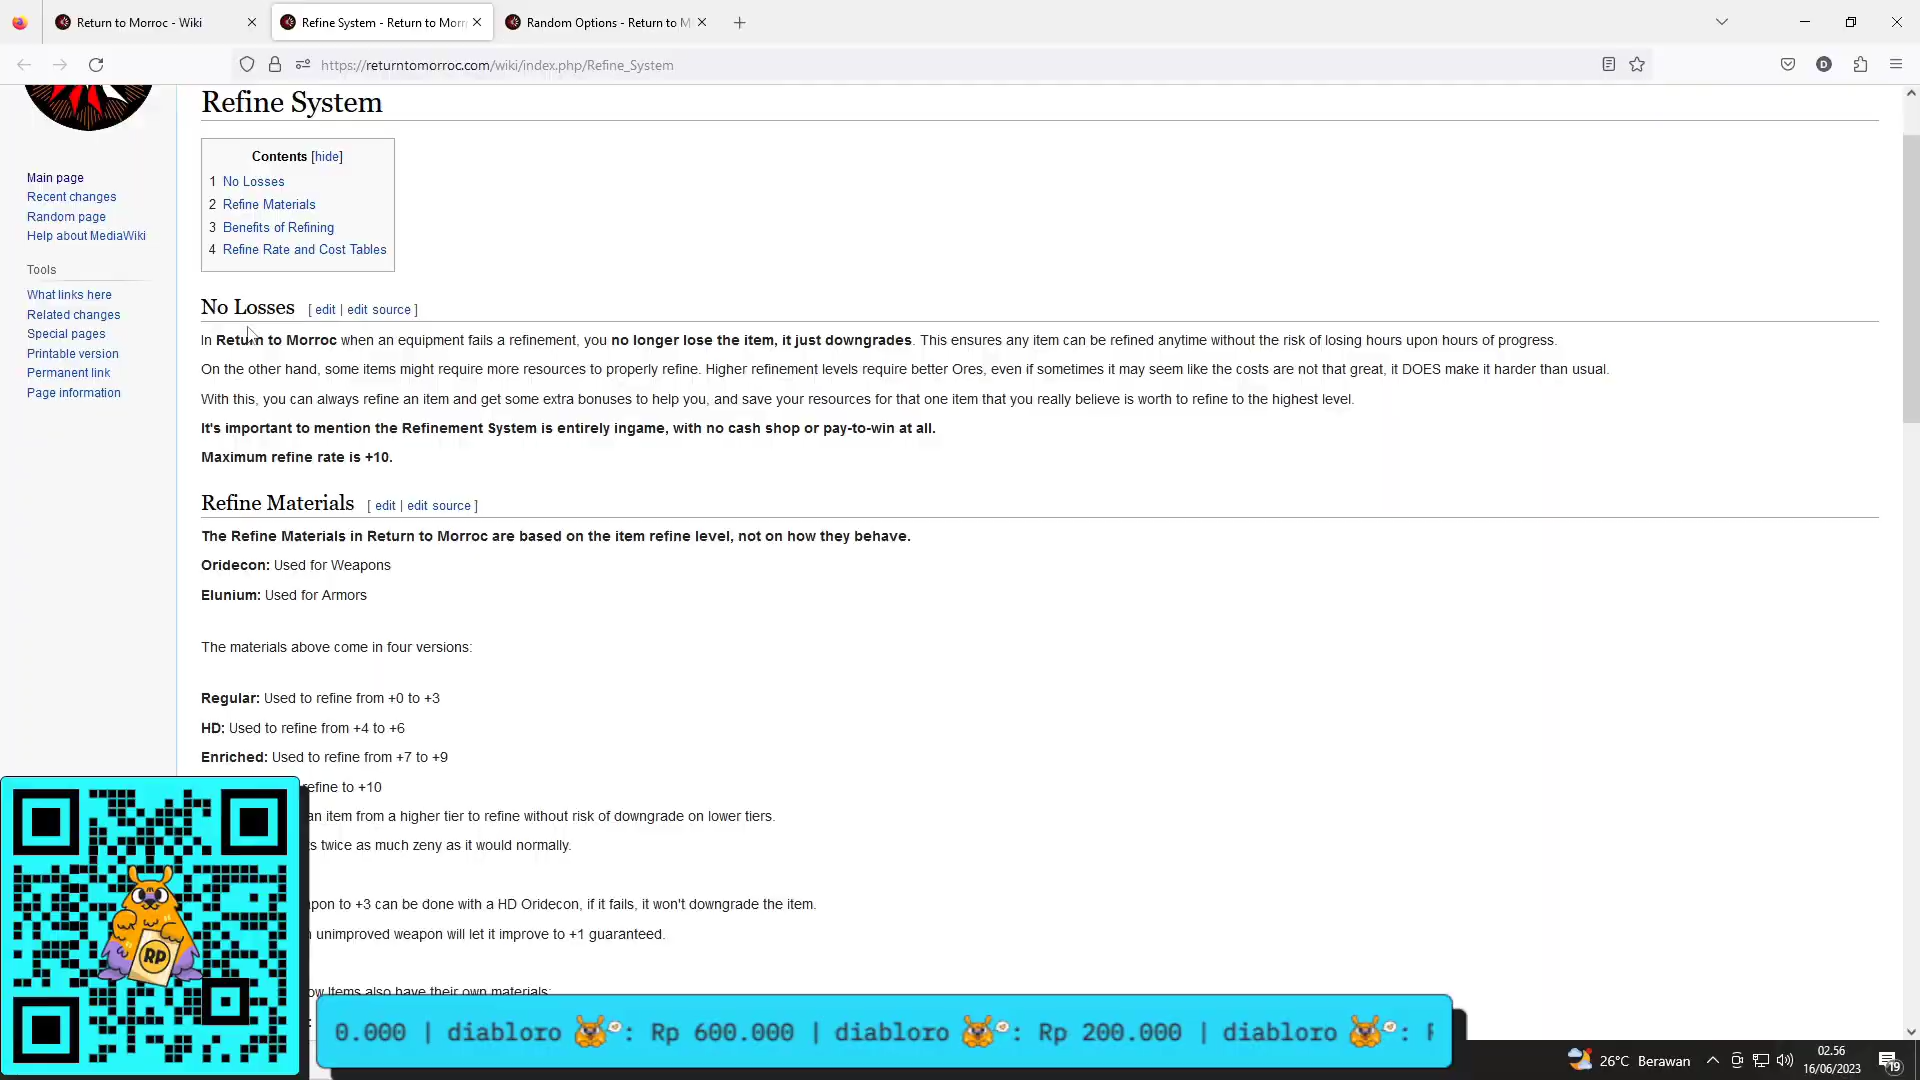 Return to Morroc - Wiki
Refine System - Return to Morr
Random Options - Return to M
https://returntomorroc.com/wiki/index.php/Refine_System
D
Refine System
Contents [hide]
1 No Losses
2 Refine Materials
3 Benefits of Refining
4 Refine Rate and Cost Tables
Main page
Recent changes
Random page
Help about MediaWiki
Tools
What links here
Related changes
Special pages
Printable version
Permanent link
Page information
No Losses [ edit | edit source ]
In Return to Morroc when an equipment fails a refinement, you no longer lose the item, it just downgrades. This ensures any item can be refined anytime without the risk of losing hours upon hours of progress.
On the other hand, some items might require more resources to properly refine. Higher refinement levels require better Ores, even if sometimes it may seem like the costs are not that great, it DOES make it harder than usual.
With this, you can always refine an item and get some extra bonuses to help you, and save your resources for that one item that you really believe is worth to refine to the highest level.
It's important to mention the Refinement System is entirely ingame, with no cash shop or pay-to-win at all.
Maximum refine rate is +10.
Refine Materials [ edit | edit source ]
The Refine Materials in Return to Morroc are based on the item refine level, not on how they behave.
Oridecon: Used for Weapons
Elunium: Used for Armors
The materials above come in four versions:
Regular: Used to refine from +0 to +3
HD: Used to refine from +4 to +6
Enriched: Used to refine from +7 to +9
efine to +10
an item from a higher tier to refine without risk of downgrade on lower tiers.
s twice as much zeny as it would normally.
pon to +3 can be done with a HD Oridecon, if it fails, it won't downgrade the item.
unimproved weapon will let it improve to +1 guaranteed.
ow Items also have their own materials:
RP
0.000 | diabloro : Rp 600.000 | diabloro : Rp 200.000 | diabloro :
26°C Berawan
02.56
16/06/2023
19